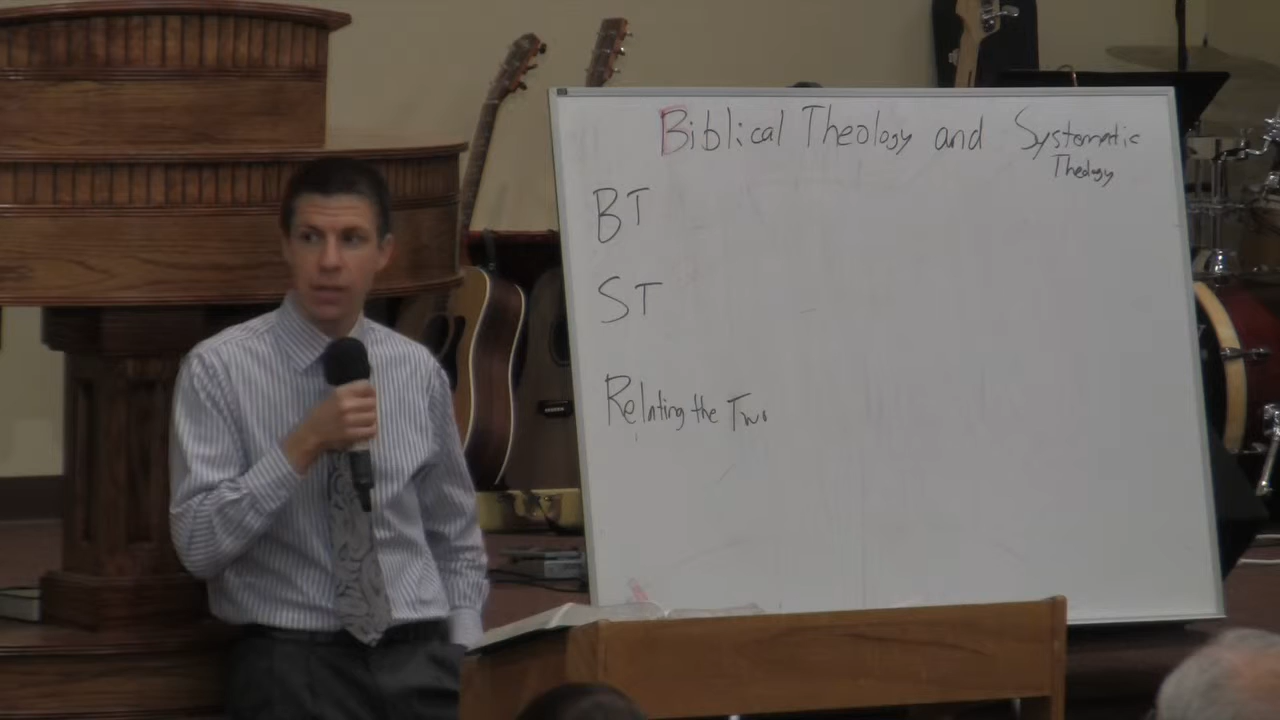 Biblical Theology and Systematic
Theology
BT
ST
Relating the Two